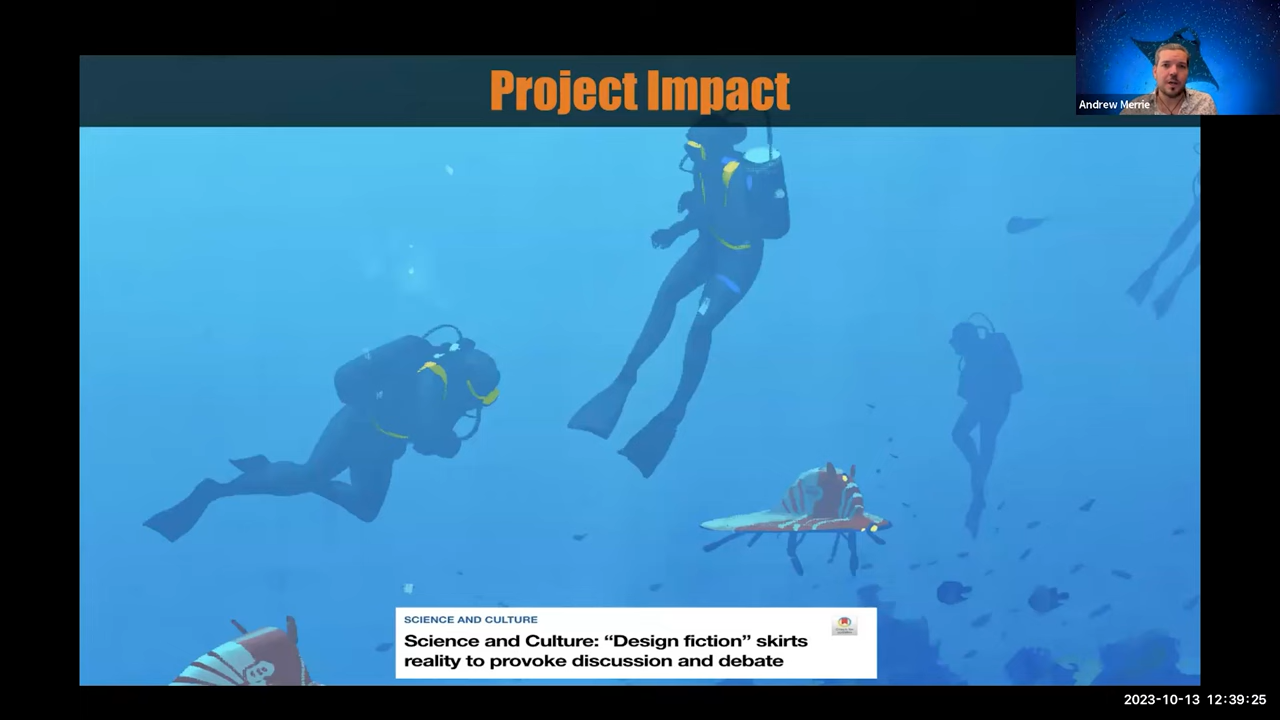 Project Impact
Andrew Merrie
SCIENCE AND CULTURE
Science and Culture: “Design fiction” skirts
reality to provoke discussion and debate
2023-10-13 12:39:25